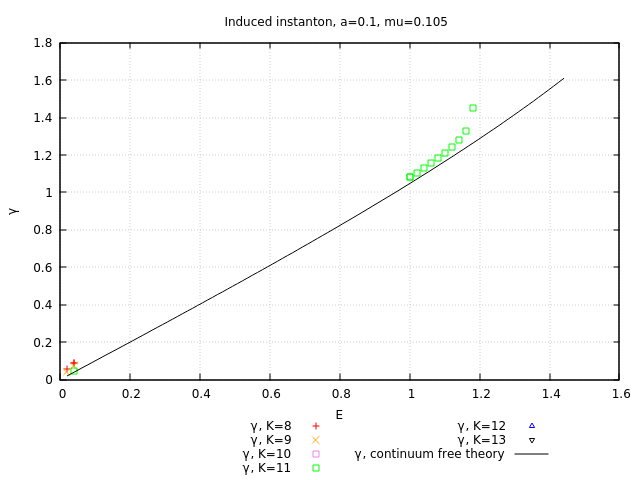 Induced instanton, a=0.1, mu=0.105
1.8
1.6
1.4
1.2
1
0.8
0.6
0.4
0.2
0
γ
0 0.2 0.4 0.6 0.8 1 1.2 1.4 1.6
E
γ, K=8 γ, K=12
γ, K=9 γ, K=13
γ, K=10 γ, continuum free theory
γ, K=11